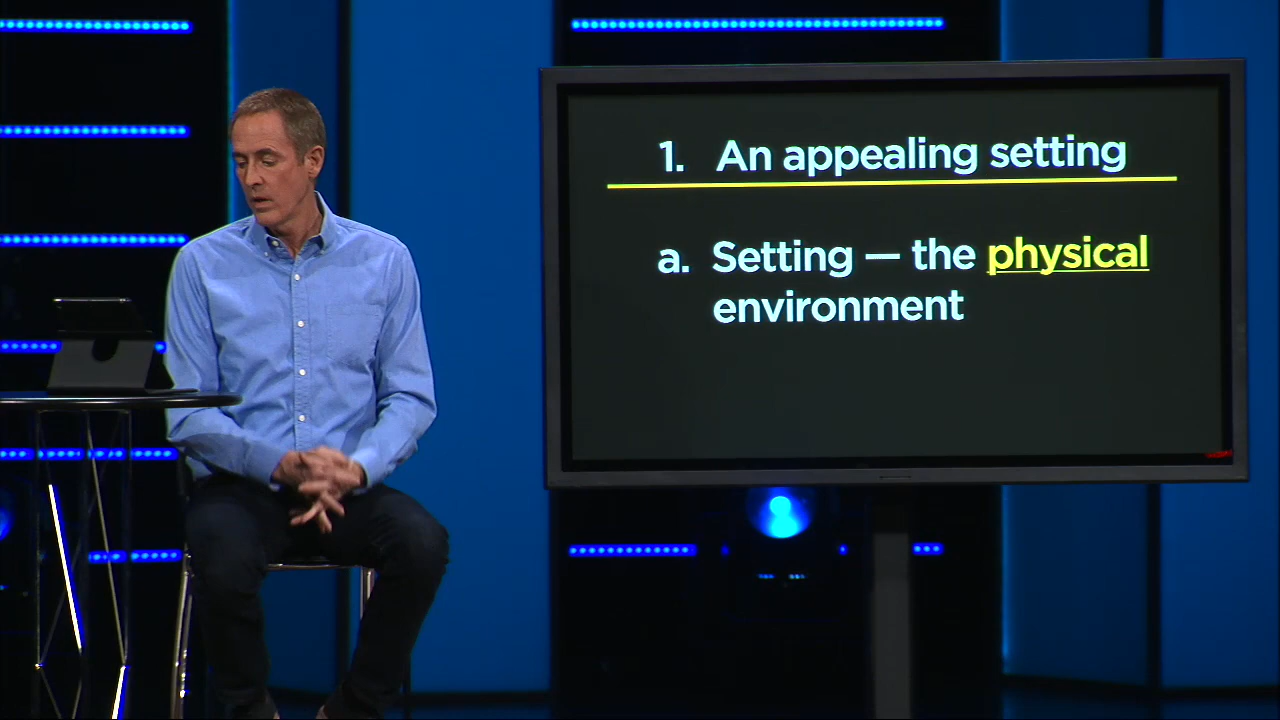 1. An appealing setting
a. Setting — the physical
environment